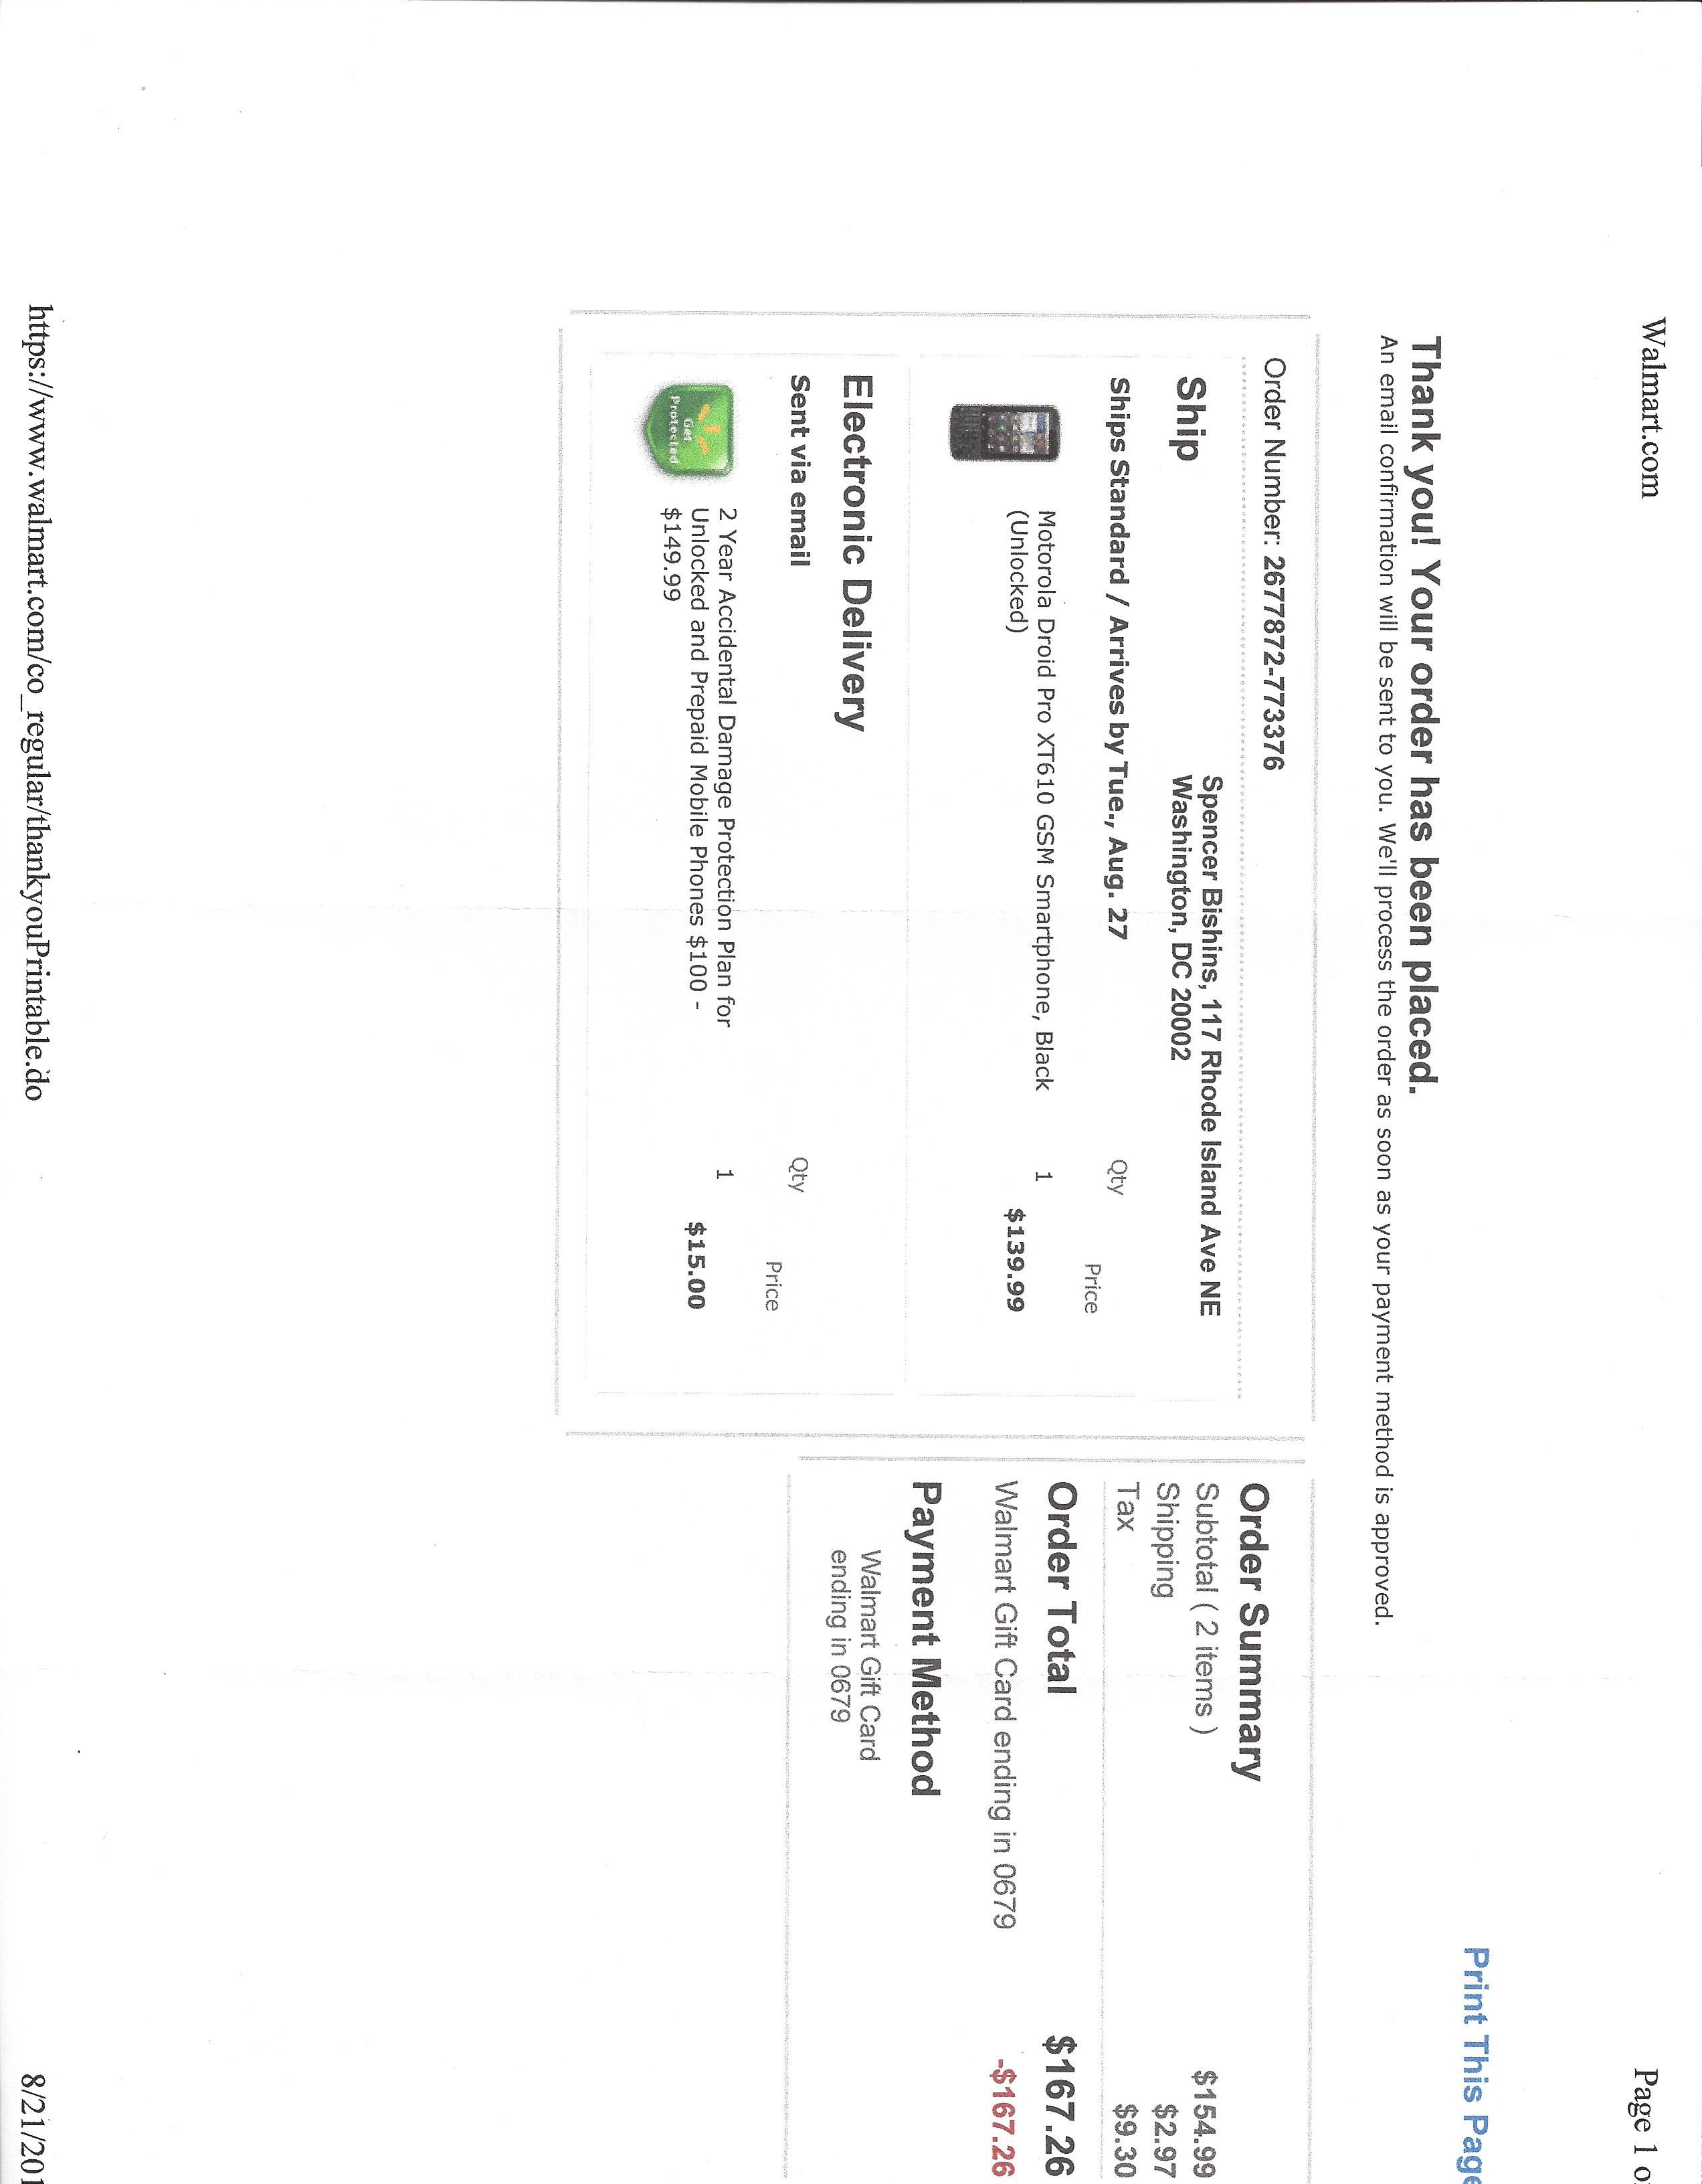 Walmart.com
Page 1 o
Print This Page
Thank you! Your order has been placed.
An email confirmation will be sent to you. We'll process the order as soon as your payment method is approved.
Order Number: 2677872-773376
Ship
Spencer Bishins, 117 Rhode Island Ave NE
Washington, DC 20002
Ships Standard / Arrives by Tue., Aug. 27
Qty
Price
Motorola Droid Pro XT610 GSM Smartphone, Black
(Unlocked)
1
$139.99
Electronic Delivery
Sent via email
Qty
Price
Get
Protected
2 Year Accidental Damage Protection Plan for
Unlocked and Prepaid Mobile Phones $100 -
$149.99
1
$15.00
Order Summary
Subtotal ( 2 items ) $154.99
Shipping $2.97
Tax $9.30
Order Total $167.26
Walmart Gift Card ending in 0679 -$167.26
Payment Method
Walmart Gift Card
ending in 0679
https://www.walmart.com/co_regular/thankyouPrintable.do
8/21/201